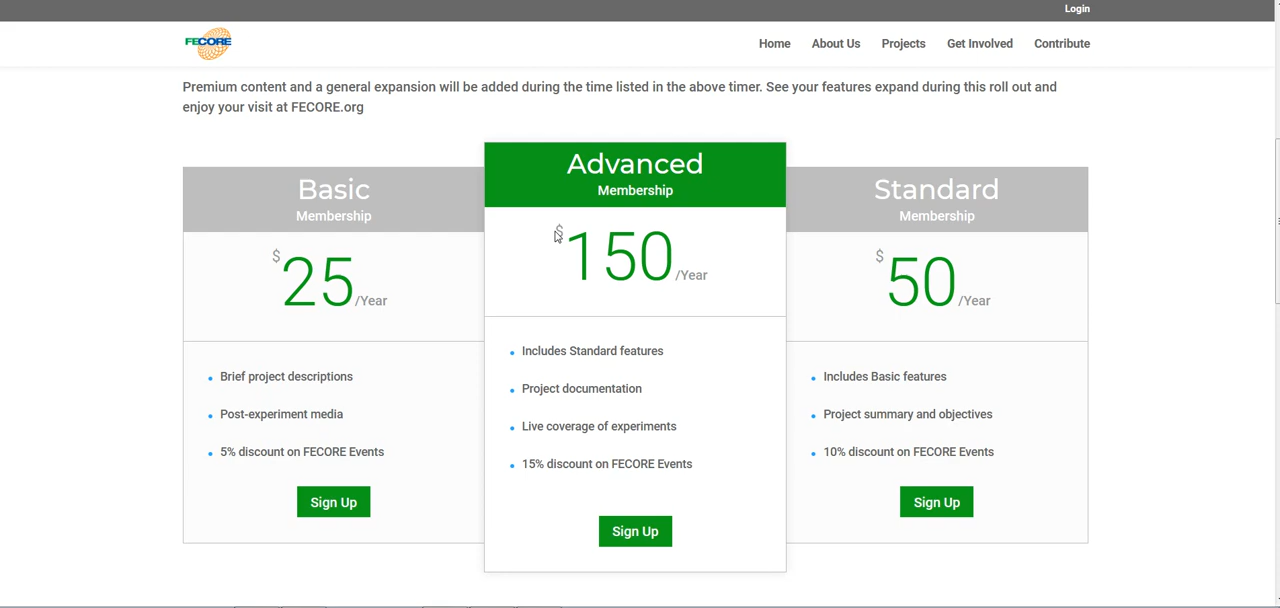 Login
FECORE
Home About Us Projects Get Involved Contribute
Premium content and a general expansion will be added during the time listed in the above timer. See your features expand during this roll out and
enjoy your visit at FECORE.org
Basic
Membership
$25/Year
Brief project descriptions
Post-experiment media
5% discount on FECORE Events
Sign Up
Advanced
Membership
$150/Year
Includes Standard features
Project documentation
Live coverage of experiments
15% discount on FECORE Events
Sign Up
Standard
Membership
$50/Year
Includes Basic features
Project summary and objectives
10% discount on FECORE Events
Sign Up